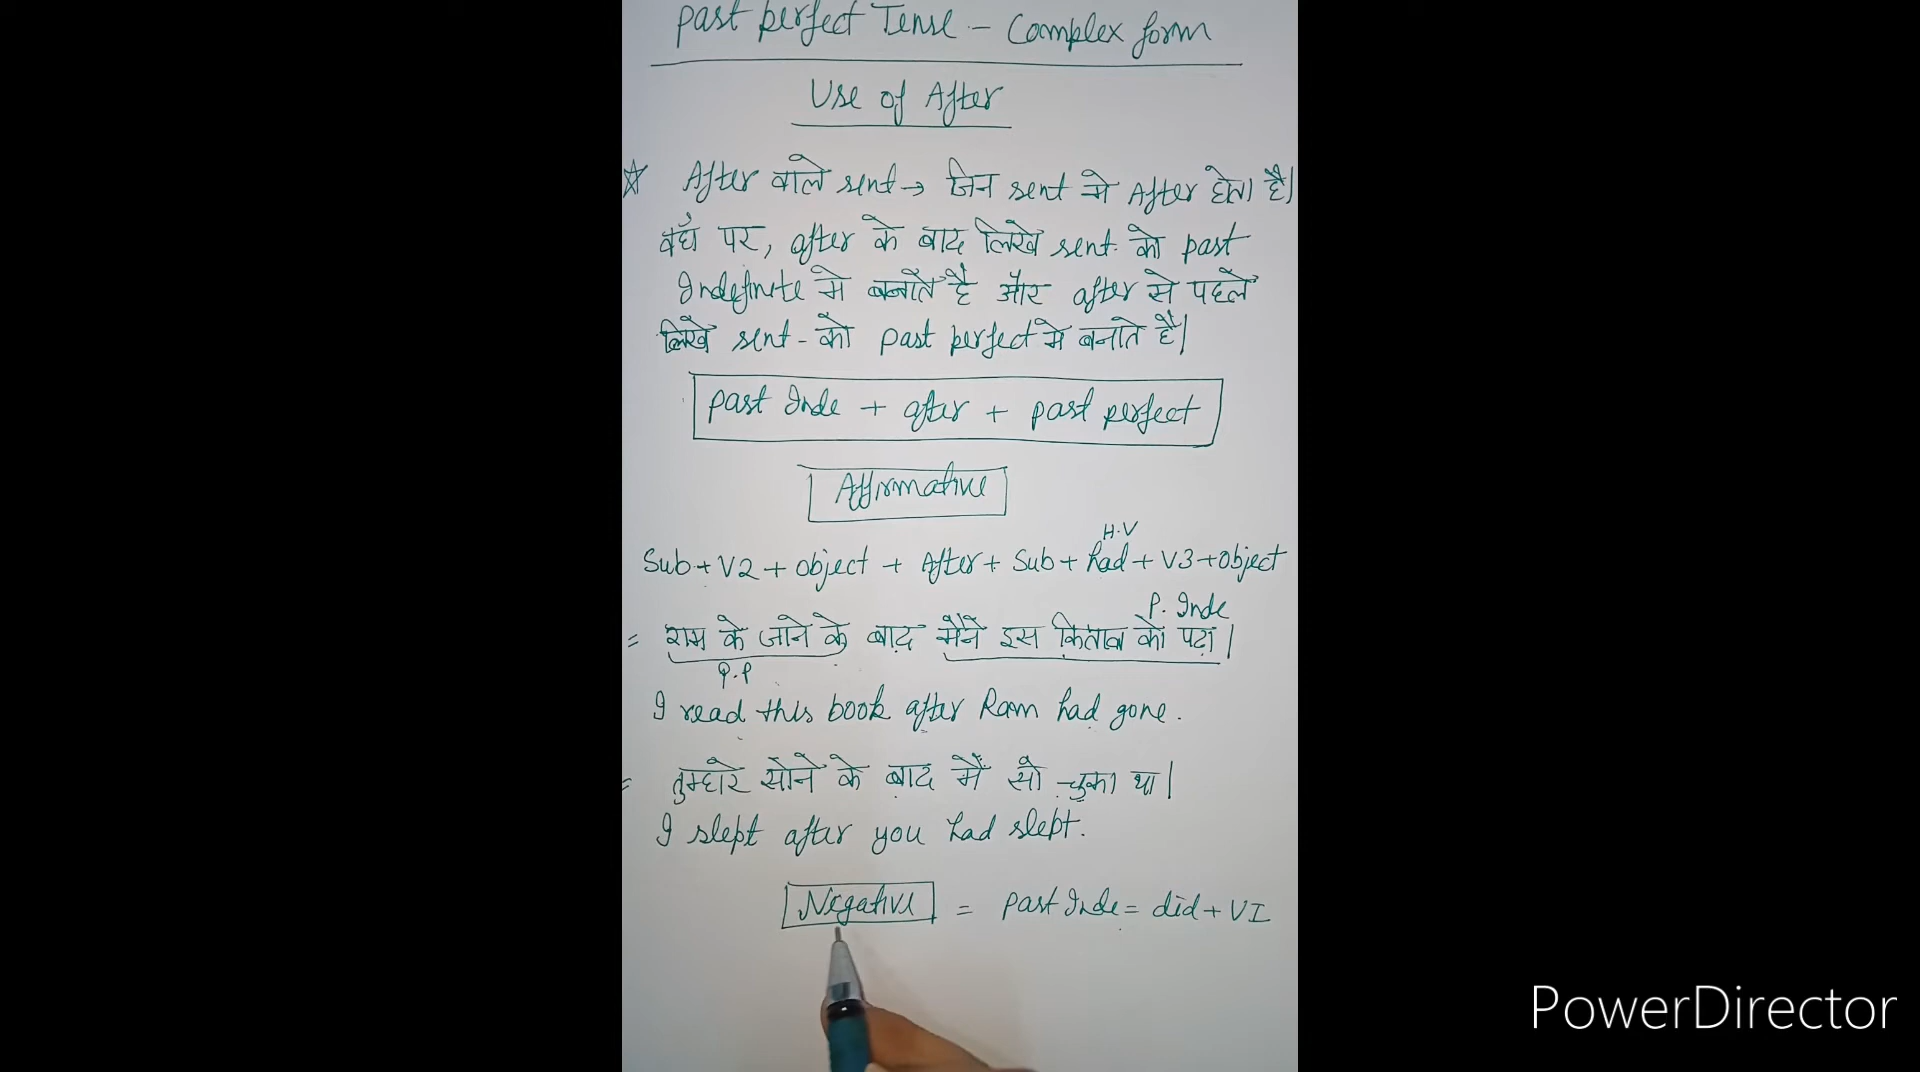 Past perfect Tense - Complex form
Use of After
☆ After वाले sent → जिन sent मे After होता है।
वहाँ पर, after के बाद लिखे sent. को past
Indefinite मे बनाते है और after से पहले
लिखे sent - को past perfect मे बनाते है।
past Inde + after + past perfect
Affirmative
H.V
Sub + V2 + object + After + Sub + had + V3 + object
P. Inde
= राम के जाने के बाद मैंने इस किताब को पढा।
P.P
I read this book after Ram had gone.
= तुम्हारे सोने के बाद मैं सो चुका था।
I slept after you had slept.
Negative = Past Inde = did + VI
PowerDirector